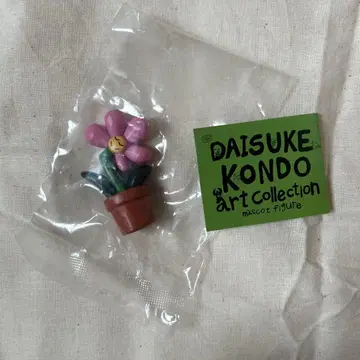 DAISUKE
KONDO
art collection
mascot figure